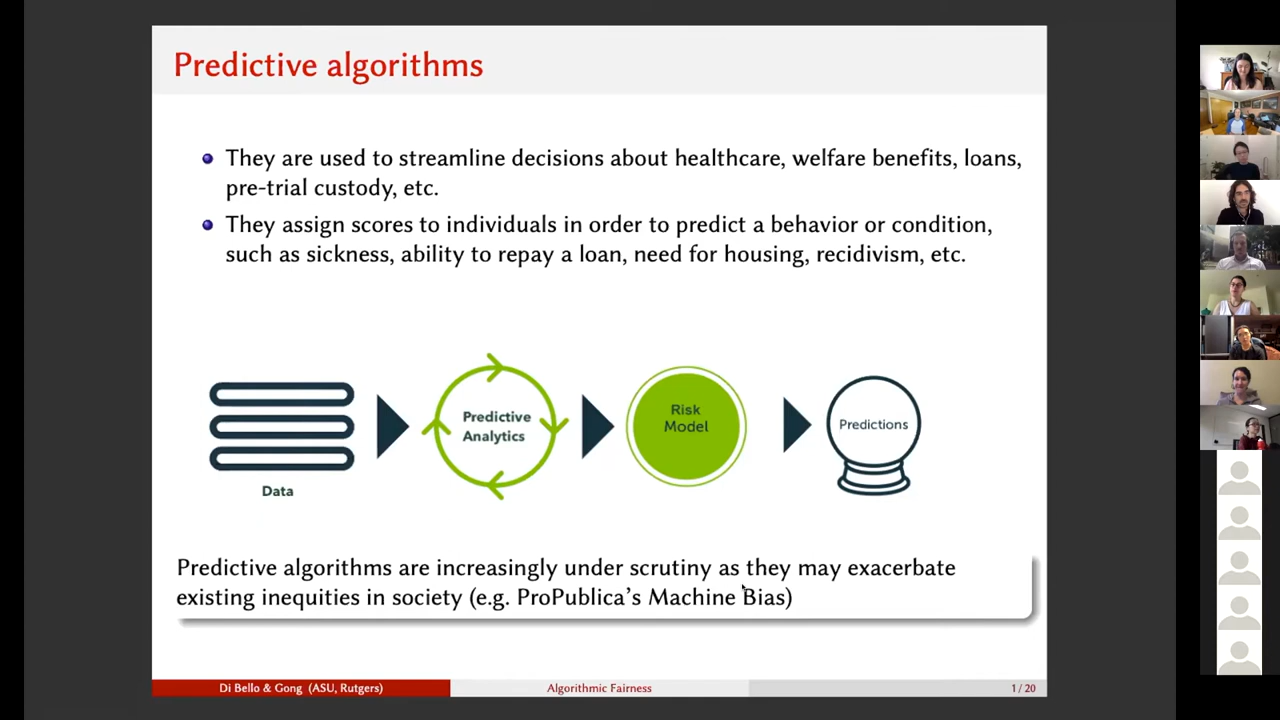 Predictive algorithms
They are used to streamline decisions about healthcare, welfare benefits, loans,
pre-trial custody, etc.
They assign scores to individuals in order to predict a behavior or condition,
such as sickness, ability to repay a loan, need for housing, recidivism, etc.
Data
Predictive
Analytics
Risk
Model
Predictions
Predictive algorithms are increasingly under scrutiny as they may exacerbate
existing inequities in society (e.g. ProPublica's Machine Bias)
Di Bello & Gong (ASU, Rutgers)
Algorithmic Fairness
1 / 20